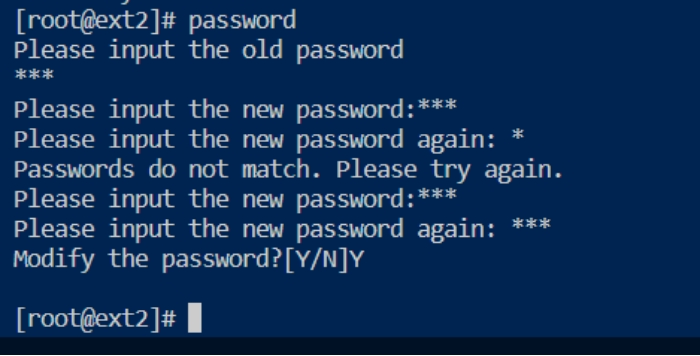 [root@ext2]# password
Please input the old password
***
Please input the new password:***
Please input the new password again: *
Passwords do not match. Please try again.
Please input the new password:***
Please input the new password again: ***
Modify the password?[Y/N]Y
[root@ext2]#